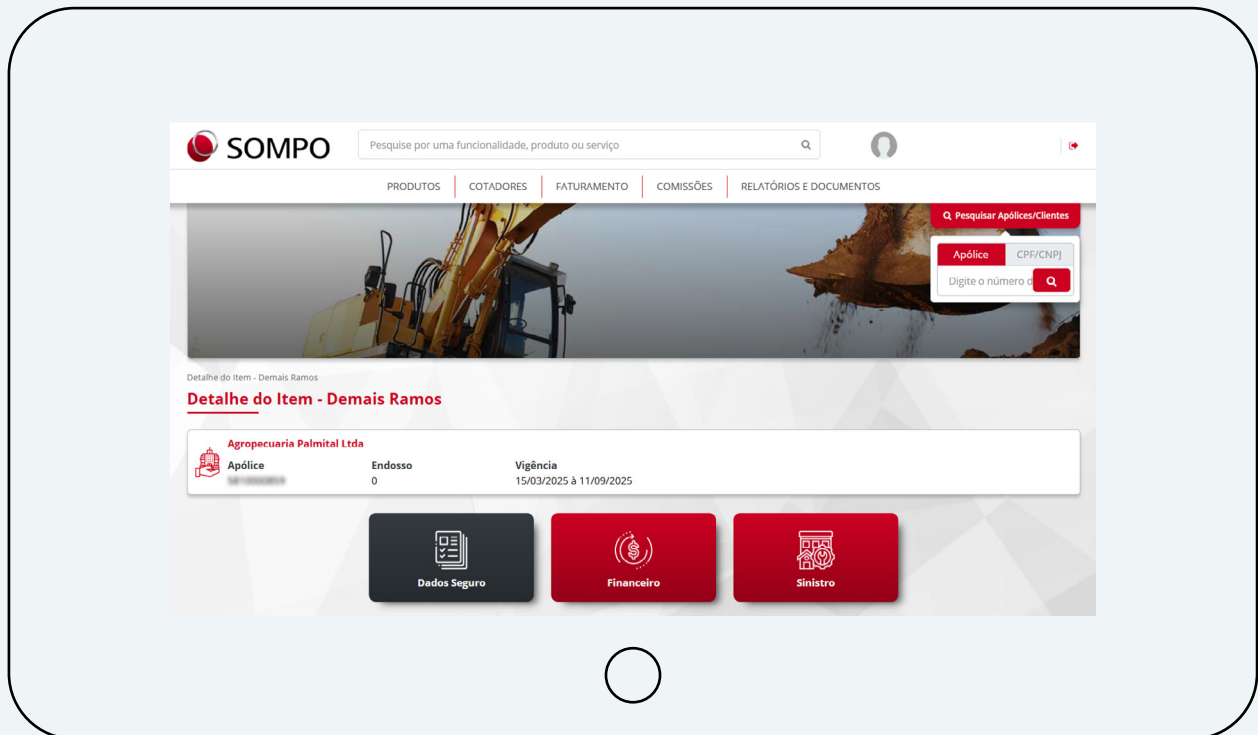 SOMPO
Pesquise por uma funcionalidade, produto ou serviço
PRODUTOS COTADORES FATURAMENTO COMISSÕES RELATÓRIOS E DOCUMENTOS
Pesquisar Apólices/Clientes
Apólice CPF/CNPJ
Digite o número d
Detalhe do Item - Demais Ramos
Detalhe do Item - Demais Ramos
Agropecuaria Palmital Ltda
Apólice Endosso Vigência
0 15/03/2025 à 11/09/2025
Dados Seguro Financeiro Sinistro